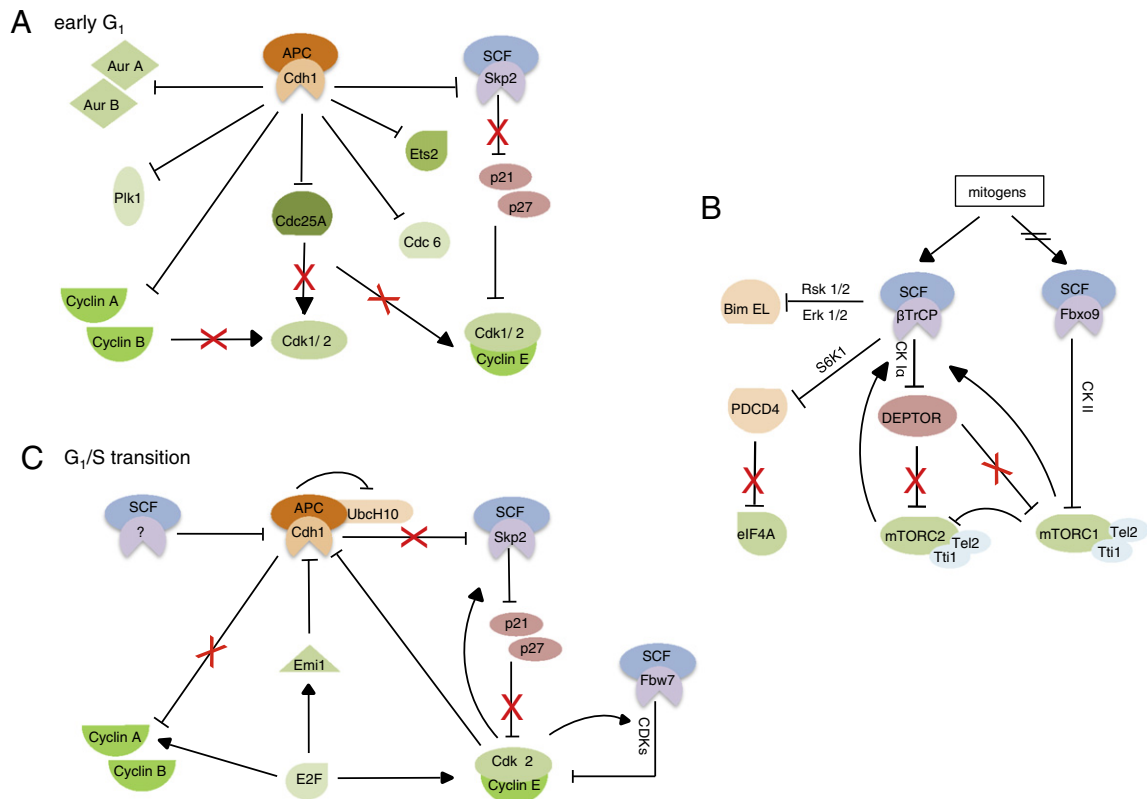 A early G1
APC
Cdh1
SCF
Skp2
Aur A
Aur B
Ets2
p21
p27
Plk1
Cdc25A
Cdc 6
Cyclin A
Cyclin B
Cdk1/ 2
Cdk1/ 2
Cyclin E
B
mitogens
SCF
βTrCP
SCF
Fbxo9
Bim EL
Rsk 1/2
Erk 1/2
S6K1
CK Iα
CK II
PDCD4
DEPTOR
eIF4A
mTORC2
Tel2
Tti1
mTORC1
Tel2
Tti1
C G1/S transition
SCF
?
APC
Cdh1
UbcH10
SCF
Skp2
p21
p27
Emi1
SCF
Fbw7
CDKs
Cyclin A
Cyclin B
E2F
Cdk 2
Cyclin E